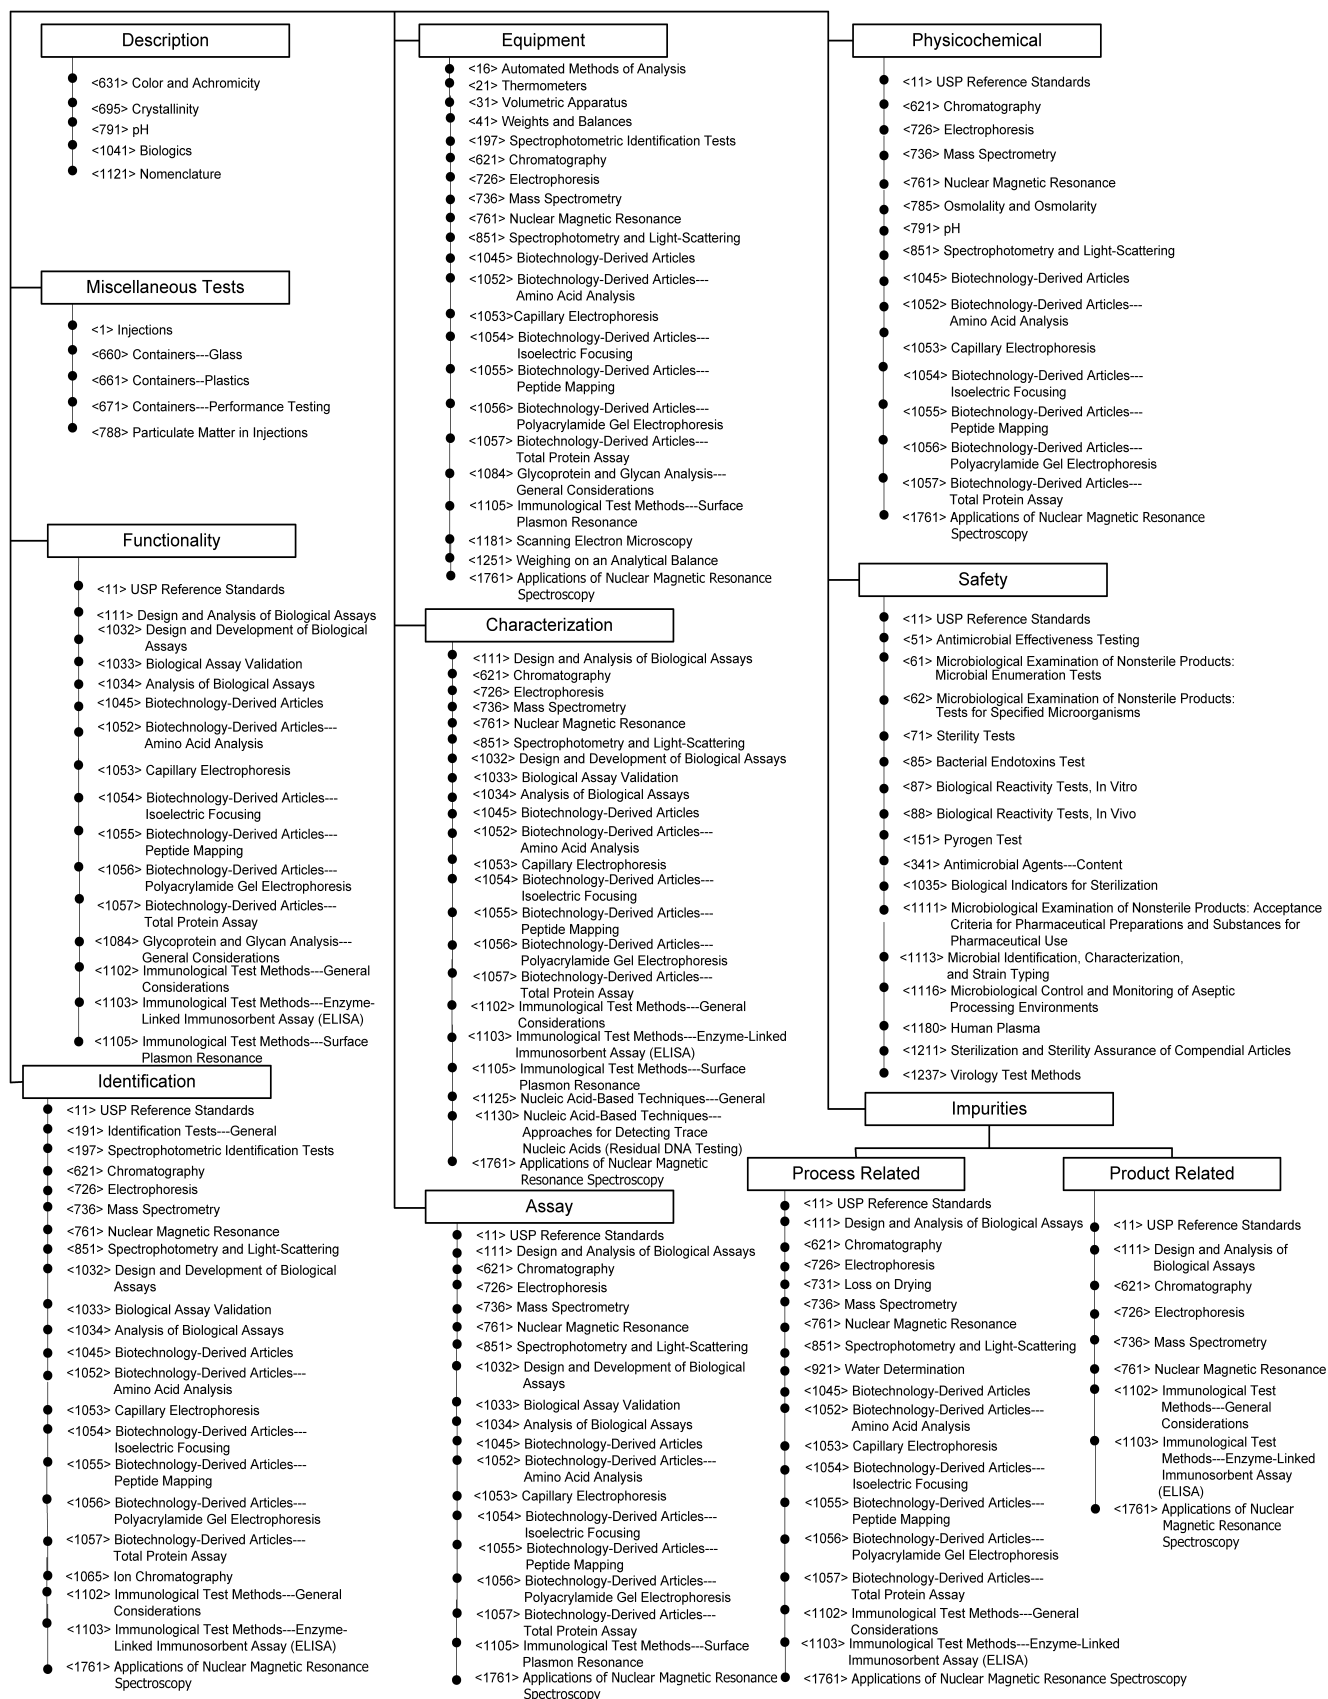 Description
<631> Color and Achromicity
<695> Crystallinity
<791> pH
<1041> Biologics
<1121> Nomenclature
Miscellaneous Tests
<1> Injections
<660> Containers---Glass
<661> Containers--Plastics
<671> Containers---Performance Testing
<788> Particulate Matter in Injections
Functionality
<11> USP Reference Standards
<111> Design and Analysis of Biological Assays
<1032> Design and Development of Biological
Assays
<1033> Biological Assay Validation
<1034> Analysis of Biological Assays
<1045> Biotechnology-Derived Articles
<1052> Biotechnology-Derived Articles---
Amino Acid Analysis
<1053> Capillary Electrophoresis
<1054> Biotechnology-Derived Articles---
Isoelectric Focusing
<1055> Biotechnology-Derived Articles---
Peptide Mapping
<1056> Biotechnology-Derived Articles---
Polyacrylamide Gel Electrophoresis
<1057> Biotechnology-Derived Articles---
Total Protein Assay
<1084> Glycoprotein and Glycan Analysis---
General Considerations
<1102> Immunological Test Methods---General
Considerations
<1103> Immunological Test Methods---Enzyme-
Linked Immunosorbent Assay (ELISA)
<1105> Immunological Test Methods---Surface
Plasmon Resonance
Identification
<11> USP Reference Standards
<191> Identification Tests---General
<197> Spectrophotometric Identification Tests
<621> Chromatography
<726> Electrophoresis
<736> Mass Spectrometry
<761> Nuclear Magnetic Resonance
<851> Spectrophotometry and Light-Scattering
<1032> Design and Development of Biological
Assays
<1033> Biological Assay Validation
<1034> Analysis of Biological Assays
<1045> Biotechnology-Derived Articles
<1052> Biotechnology-Derived Articles---
Amino Acid Analysis
<1053> Capillary Electrophoresis
<1054> Biotechnology-Derived Articles---
Isoelectric Focusing
<1055> Biotechnology-Derived Articles---
Peptide Mapping
<1056> Biotechnology-Derived Articles---
Polyacrylamide Gel Electrophoresis
<1057> Biotechnology-Derived Articles---
Total Protein Assay
<1065> Ion Chromatography
<1102> Immunological Test Methods---General
Considerations
<1103> Immunological Test Methods---Enzyme-
Linked Immunosorbent Assay (ELISA)
<1761> Applications of Nuclear Magnetic Resonance
Spectroscopy
Equipment
<16> Automated Methods of Analysis
<21> Thermometers
<31> Volumetric Apparatus
<41> Weights and Balances
<197> Spectrophotometric Identification Tests
<621> Chromatography
<726> Electrophoresis
<736> Mass Spectrometry
<761> Nuclear Magnetic Resonance
<851> Spectrophotometry and Light-Scattering
<1045> Biotechnology-Derived Articles
<1052> Biotechnology-Derived Articles---
Amino Acid Analysis
<1053>Capillary Electrophoresis
<1054> Biotechnology-Derived Articles---
Isoelectric Focusing
<1055> Biotechnology-Derived Articles---
Peptide Mapping
<1056> Biotechnology-Derived Articles---
Polyacrylamide Gel Electrophoresis
<1057> Biotechnology-Derived Articles---
Total Protein Assay
<1084> Glycoprotein and Glycan Analysis---
General Considerations
<1105> Immunological Test Methods---Surface
Plasmon Resonance
<1181> Scanning Electron Microscopy
<1251> Weighing on an Analytical Balance
<1761> Applications of Nuclear Magnetic Resonance
Spectroscopy
Characterization
<111> Design and Analysis of Biological Assays
<621> Chromatography
<726> Electrophoresis
<736> Mass Spectrometry
<761> Nuclear Magnetic Resonance
<851> Spectrophotometry and Light-Scattering
<1032> Design and Development of Biological Assays
<1033> Biological Assay Validation
<1034> Analysis of Biological Assays
<1045> Biotechnology-Derived Articles
<1052> Biotechnology-Derived Articles---
Amino Acid Analysis
<1053> Capillary Electrophoresis
<1054> Biotechnology-Derived Articles---
Isoelectric Focusing
<1055> Biotechnology-Derived Articles---
Peptide Mapping
<1056> Biotechnology-Derived Articles---
Polyacrylamide Gel Electrophoresis
<1057> Biotechnology-Derived Articles---
Total Protein Assay
<1102> Immunological Test Methods---General
Considerations
<1103> Immunological Test Methods---Enzyme-Linked
Immunosorbent Assay (ELISA)
<1105> Immunological Test Methods---Surface
Plasmon Resonance
<1125> Nucleic Acid-Based Techniques---General
<1130> Nucleic Acid-Based Techniques---
Approaches for Detecting Trace
Nucleic Acids (Residual DNA Testing)
<1761> Applications of Nuclear Magnetic
Resonance Spectroscopy
Assay
<11> USP Reference Standards
<111> Design and Analysis of Biological Assays
<621> Chromatography
<726> Electrophoresis
<736> Mass Spectrometry
<761> Nuclear Magnetic Resonance
<851> Spectrophotometry and Light-Scattering
<1032> Design and Development of Biological
Assays
<1033> Biological Assay Validation
<1034> Analysis of Biological Assays
<1045> Biotechnology-Derived Articles
<1052> Biotechnology-Derived Articles---
Amino Acid Analysis
<1053> Capillary Electrophoresis
<1054> Biotechnology-Derived Articles---
Isoelectric Focusing
<1055> Biotechnology-Derived Articles---
Peptide Mapping
<1056> Biotechnology-Derived Articles---
Polyacrylamide Gel Electrophoresis
<1057> Biotechnology-Derived Articles---
Total Protein Assay
<1105> Immunological Test Methods---Surface
Plasmon Resonance
<1761> Applications of Nuclear Magnetic Resonance
Spectroscopy
Physicochemical
<11> USP Reference Standards
<621> Chromatography
<726> Electrophoresis
<736> Mass Spectrometry
<761> Nuclear Magnetic Resonance
<785> Osmolality and Osmolarity
<791> pH
<851> Spectrophotometry and Light-Scattering
<1045> Biotechnology-Derived Articles
<1052> Biotechnology-Derived Articles---
Amino Acid Analysis
<1053> Capillary Electrophoresis
<1054> Biotechnology-Derived Articles---
Isoelectric Focusing
<1055> Biotechnology-Derived Articles---
Peptide Mapping
<1056> Biotechnology-Derived Articles---
Polyacrylamide Gel Electrophoresis
<1057> Biotechnology-Derived Articles---
Total Protein Assay
<1761> Applications of Nuclear Magnetic Resonance
Spectroscopy
Safety
<11> USP Reference Standards
<51> Antimicrobial Effectiveness Testing
<61> Microbiological Examination of Nonsterile Products:
Microbial Enumeration Tests
<62> Microbiological Examination of Nonsterile Products:
Tests for Specified Microorganisms
<71> Sterility Tests
<85> Bacterial Endotoxins Test
<87> Biological Reactivity Tests, In Vitro
<88> Biological Reactivity Tests, In Vivo
<151> Pyrogen Test
<341> Antimicrobial Agents---Content
<1035> Biological Indicators for Sterilization
<1111> Microbiological Examination of Nonsterile Products: Acceptance
Criteria for Pharmaceutical Preparations and Substances for
Pharmaceutical Use
<1113> Microbial Identification, Characterization,
and Strain Typing
<1116> Microbiological Control and Monitoring of Aseptic
Processing Environments
<1180> Human Plasma
<1211> Sterilization and Sterility Assurance of Compendial Articles
<1237> Virology Test Methods
Impurities
Process Related
<11> USP Reference Standards
<111> Design and Analysis of Biological Assays
<621> Chromatography
<726> Electrophoresis
<731> Loss on Drying
<736> Mass Spectrometry
<761> Nuclear Magnetic Resonance
<851> Spectrophotometry and Light-Scattering
<921> Water Determination
<1045> Biotechnology-Derived Articles
<1052> Biotechnology-Derived Articles---
Amino Acid Analysis
<1053> Capillary Electrophoresis
<1054> Biotechnology-Derived Articles---
Isoelectric Focusing
<1055> Biotechnology-Derived Articles---
Peptide Mapping
<1056> Biotechnology-Derived Articles---
Polyacrylamide Gel Electrophoresis
<1057> Biotechnology-Derived Articles---
Total Protein Assay
<1102> Immunological Test Methods---General
Considerations
<1103> Immunological Test Methods---Enzyme-Linked
Immunosorbent Assay (ELISA)
<1761> Applications of Nuclear Magnetic Resonance Spectroscopy
Product Related
<11> USP Reference Standards
<111> Design and Analysis of
Biological Assays
<621> Chromatography
<726> Electrophoresis
<736> Mass Spectrometry
<761> Nuclear Magnetic Resonance
<1102> Immunological Test
Methods---General
Considerations
<1103> Immunological Test
Methods---Enzyme-Linked
Immunosorbent Assay
(ELISA)
<1761> Applications of Nuclear
Magnetic Resonance
Spectroscopy